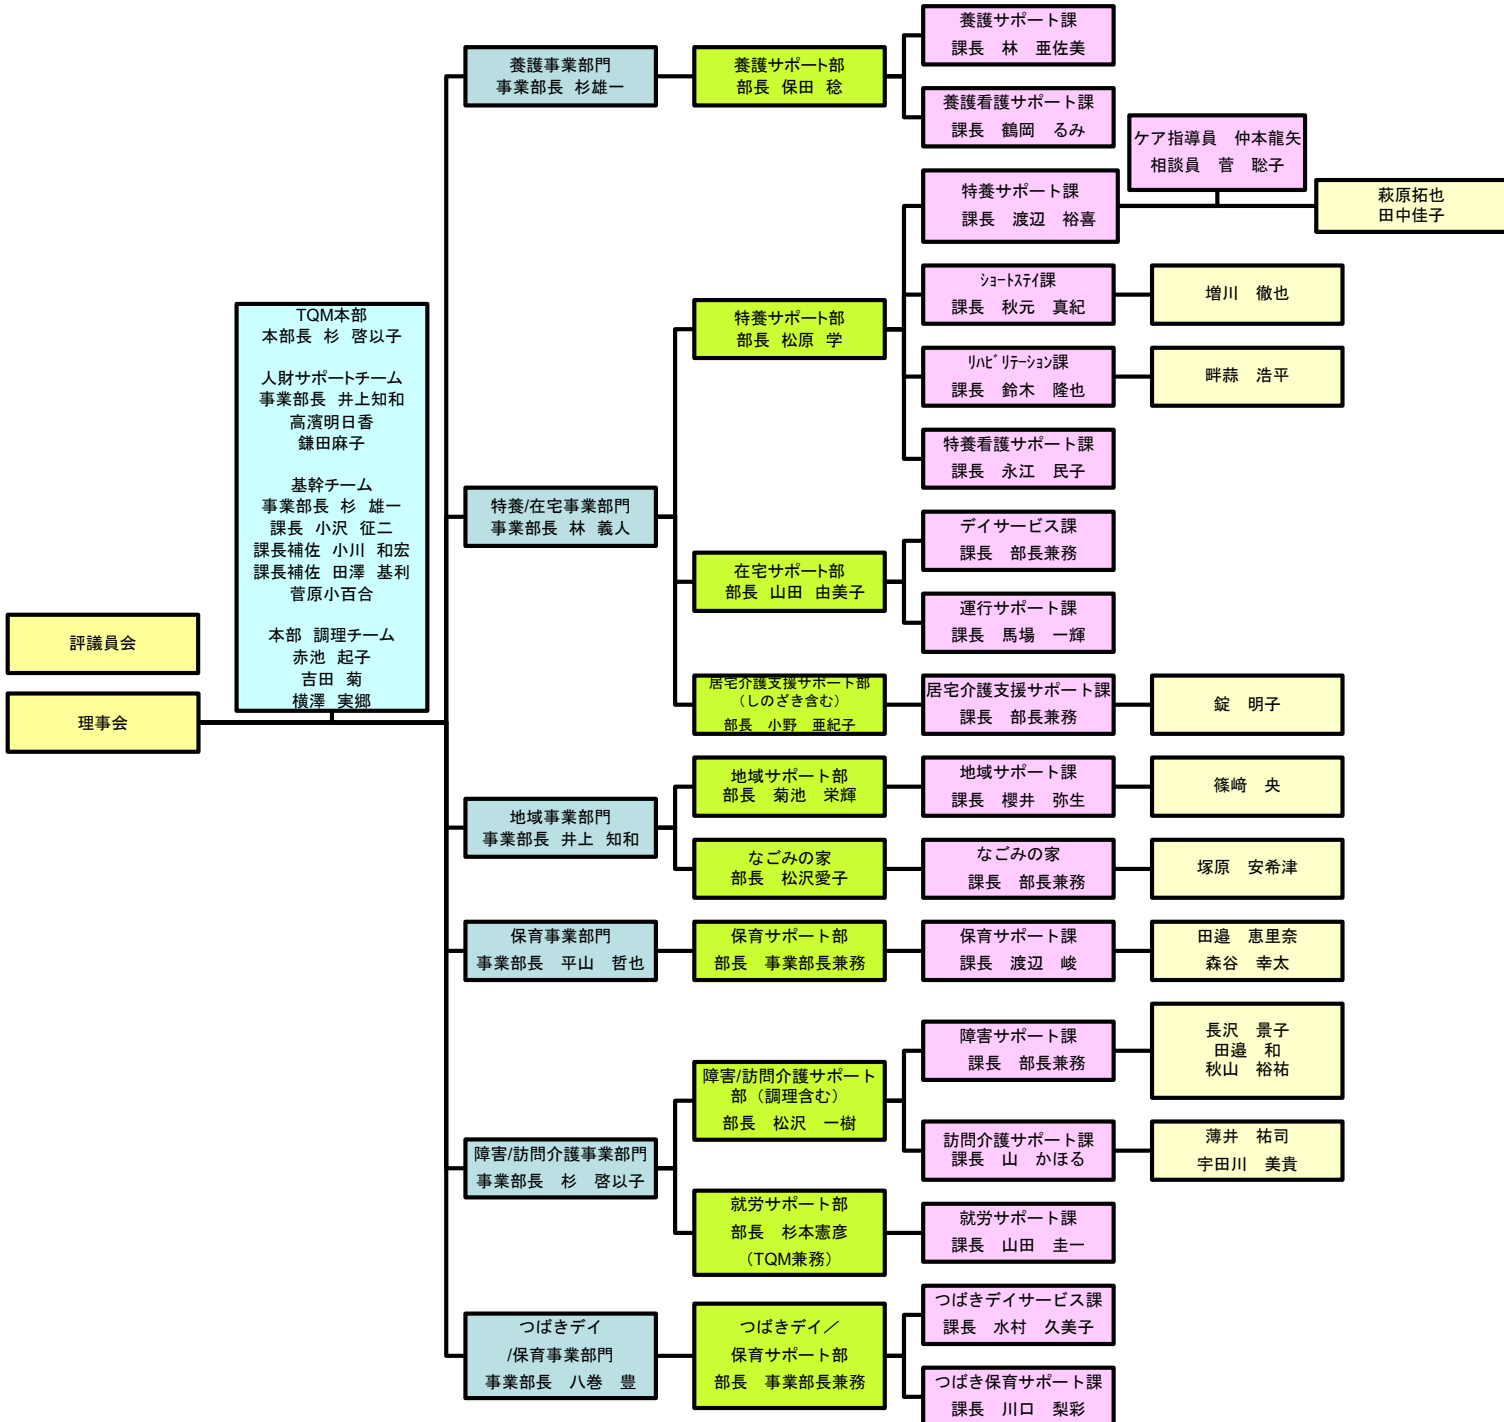 評議員会
理事会
TQM本部
本部長 杉 啓以子
人財サポートチーム
事業部長 井上知和
高濱明日香
鎌田麻子
基幹チーム
事業部長 杉 雄一
課長 小沢 征二
課長補佐 小川 和宏
課長補佐 田澤 基利
菅原小百合
本部 調理チーム
赤池 起子
吉田 菊
横澤 実郷
養護事業部門
事業部長 杉雄一
養護サポート部
部長 保田 稔
養護サポート課
課長 林 亜佐美
養護看護サポート課
課長 鶴岡 るみ
特養/在宅事業部門
事業部長 林 義人
特養サポート部
部長 松原 学
特養サポート課
課長 渡辺 裕喜
ケア指導員 仲本龍矢
相談員 菅 聡子
萩原拓也
田中佳子
ｼｮｰﾄｽﾃｲ課
課長 秋元 真紀
増川 徹也
ﾘﾊﾋﾞﾘﾃｰｼｮﾝ課
課長 鈴木 隆也
畔蒜 浩平
特養看護サポート課
課長 永江 民子
在宅サポート部
部長 山田 由美子
デイサービス課
課長 部長兼務
運行サポート課
課長 馬場 一輝
居宅介護支援サポート部
（しのざき含む）
部長 小野 亜紀子
居宅介護支援サポート課
課長 部長兼務
錠 明子
地域事業部門
事業部長 井上 知和
地域サポート部
部長 菊池 栄輝
地域サポート課
課長 櫻井 弥生
篠﨑 央
なごみの家
部長 松沢愛子
なごみの家
課長 部長兼務
塚原 安希津
保育事業部門
事業部長 平山 哲也
保育サポート部
部長 事業部長兼務
保育サポート課
課長 渡辺 峻
田邉 恵里奈
森谷 幸太
障害/訪問介護事業部門
事業部長 杉 啓以子
障害/訪問介護サポート
部（調理含む）
部長 松沢 一樹
障害サポート課
課長 部長兼務
長沢 景子
田邉 和
秋山 裕祐
訪問介護サポート課
課長 山 かほる
薄井 祐司
宇田川 美貴
就労サポート部
部長 杉本憲彦
（TQM兼務）
就労サポート課
課長 山田 圭一
つばきデイ
/保育事業部門
事業部長 八巻 豊
つばきデイ／
保育サポート部
部長 事業部長兼務
つばきデイサービス課
課長 水村 久美子
つばき保育サポート課
課長 川口 梨彩